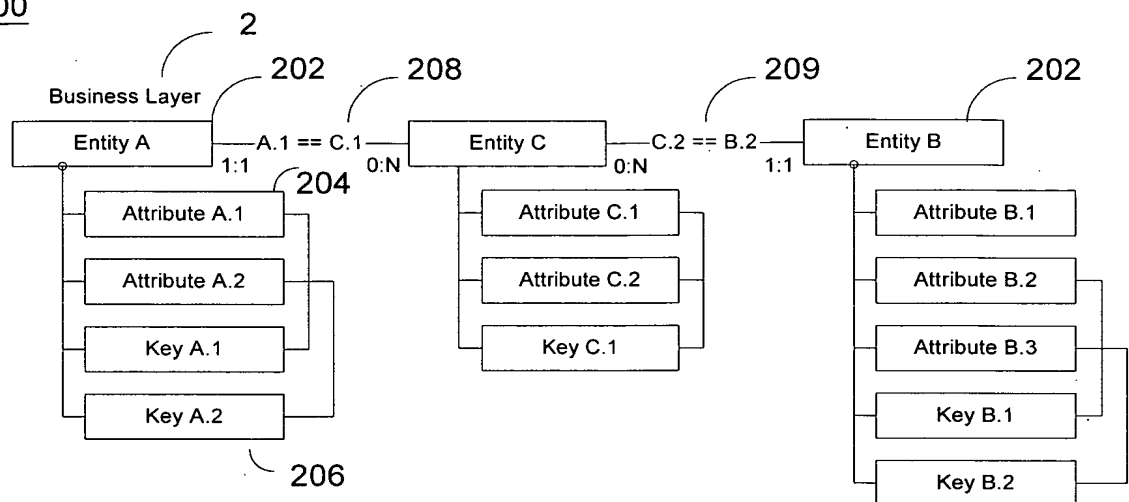 00
2
202 208 209 202
Business Layer
Entity A A.1 == C.1 Entity C C.2 == B.2 Entity B
1:1 0:N 0:N 1:1
204
Attribute A.1 Attribute C.1 Attribute B.1
Attribute A.2 Attribute C.2 Attribute B.2
Key A.1 Key C.1 Attribute B.3
Key A.2 Key B.1
206
Key B.2